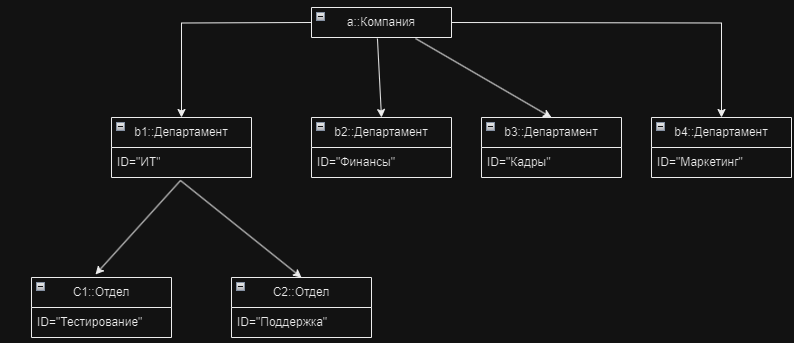 a::Компания
b1::Департамент
ID="ИТ"
b2::Департамент
ID="Финансы"
b3::Департамент
ID="Кадры"
b4::Департамент
ID="Маркетинг"
C1::Отдел
ID="Тестирование"
C2::Отдел
ID="Поддержка"